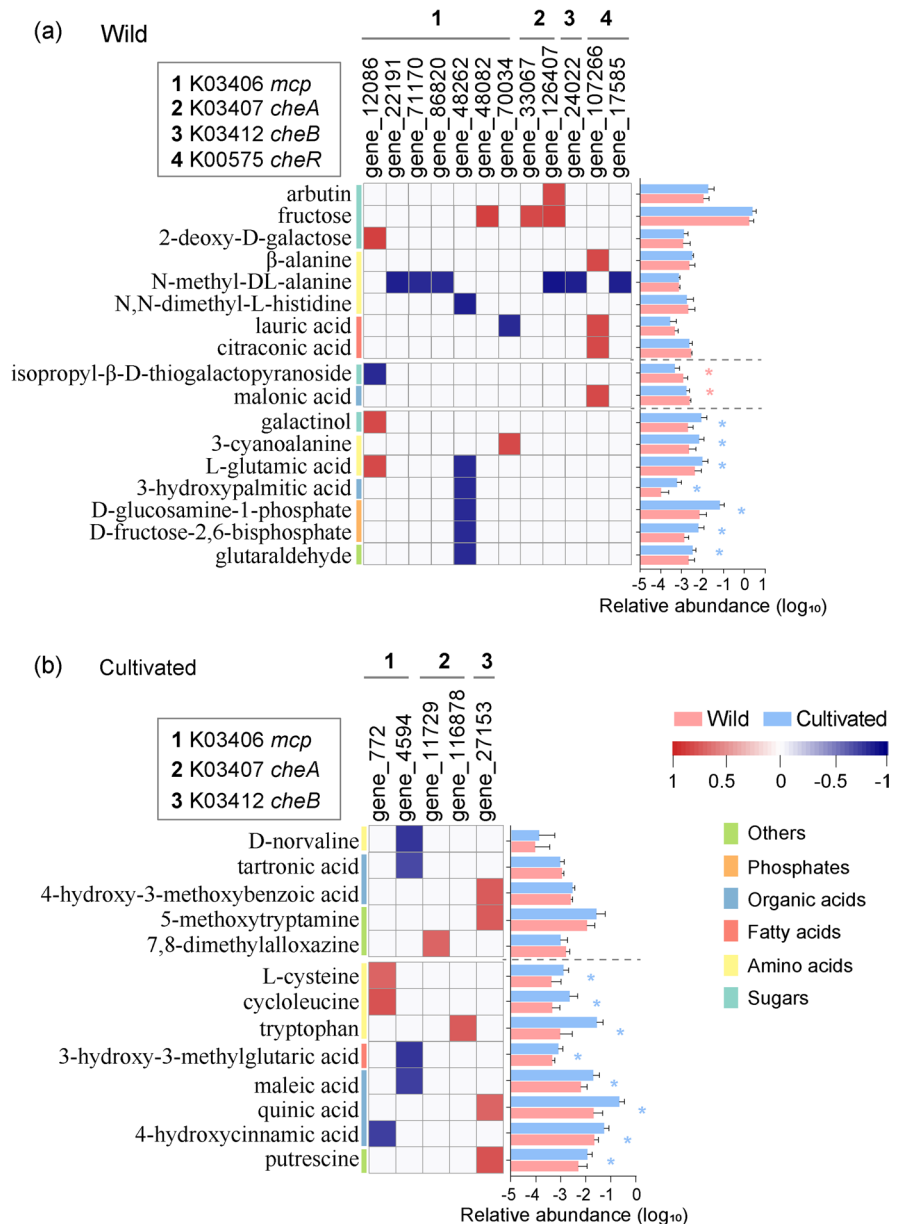 (a) Wild
1 2 3 4
1 K03406 mcp
2 K03407 cheA
3 K03412 cheB
4 K00575 cheR
gene_12086
gene_22191
gene_71170
gene_86820
gene_48262
gene_48082
gene_70034
gene_33067
gene_126407
gene_24022
gene_107266
gene_17585
arbutin
fructose
2-deoxy-D-galactose
β-alanine
N-methyl-DL-alanine
N,N-dimethyl-L-histidine
lauric acid
citraconic acid
isopropyl-β-D-thiogalactopyranoside *
malonic acid *
galactinol *
3-cyanoalanine *
L-glutamic acid *
3-hydroxypalmitic acid *
D-glucosamine-1-phosphate *
D-fructose-2,6-bisphosphate *
glutaraldehyde *
-5 -4 -3 -2 -1 0 1
Relative abundance (log₁₀)
(b) Cultivated
1 2 3
1 K03406 mcp
2 K03407 cheA
3 K03412 cheB
gene_772
gene_4594
gene_11729
gene_116878
gene_27153
D-norvaline
tartronic acid
4-hydroxy-3-methoxybenzoic acid
5-methoxytryptamine
7,8-dimethylalloxazine
L-cysteine *
cycloleucine *
tryptophan *
3-hydroxy-3-methylglutaric acid *
maleic acid *
quinic acid *
4-hydroxycinnamic acid *
putrescine *
-5 -4 -3 -2 -1 0
Relative abundance (log₁₀)
Wild Cultivated
1 0.5 0 -0.5 -1
Others
Phosphates
Organic acids
Fatty acids
Amino acids
Sugars